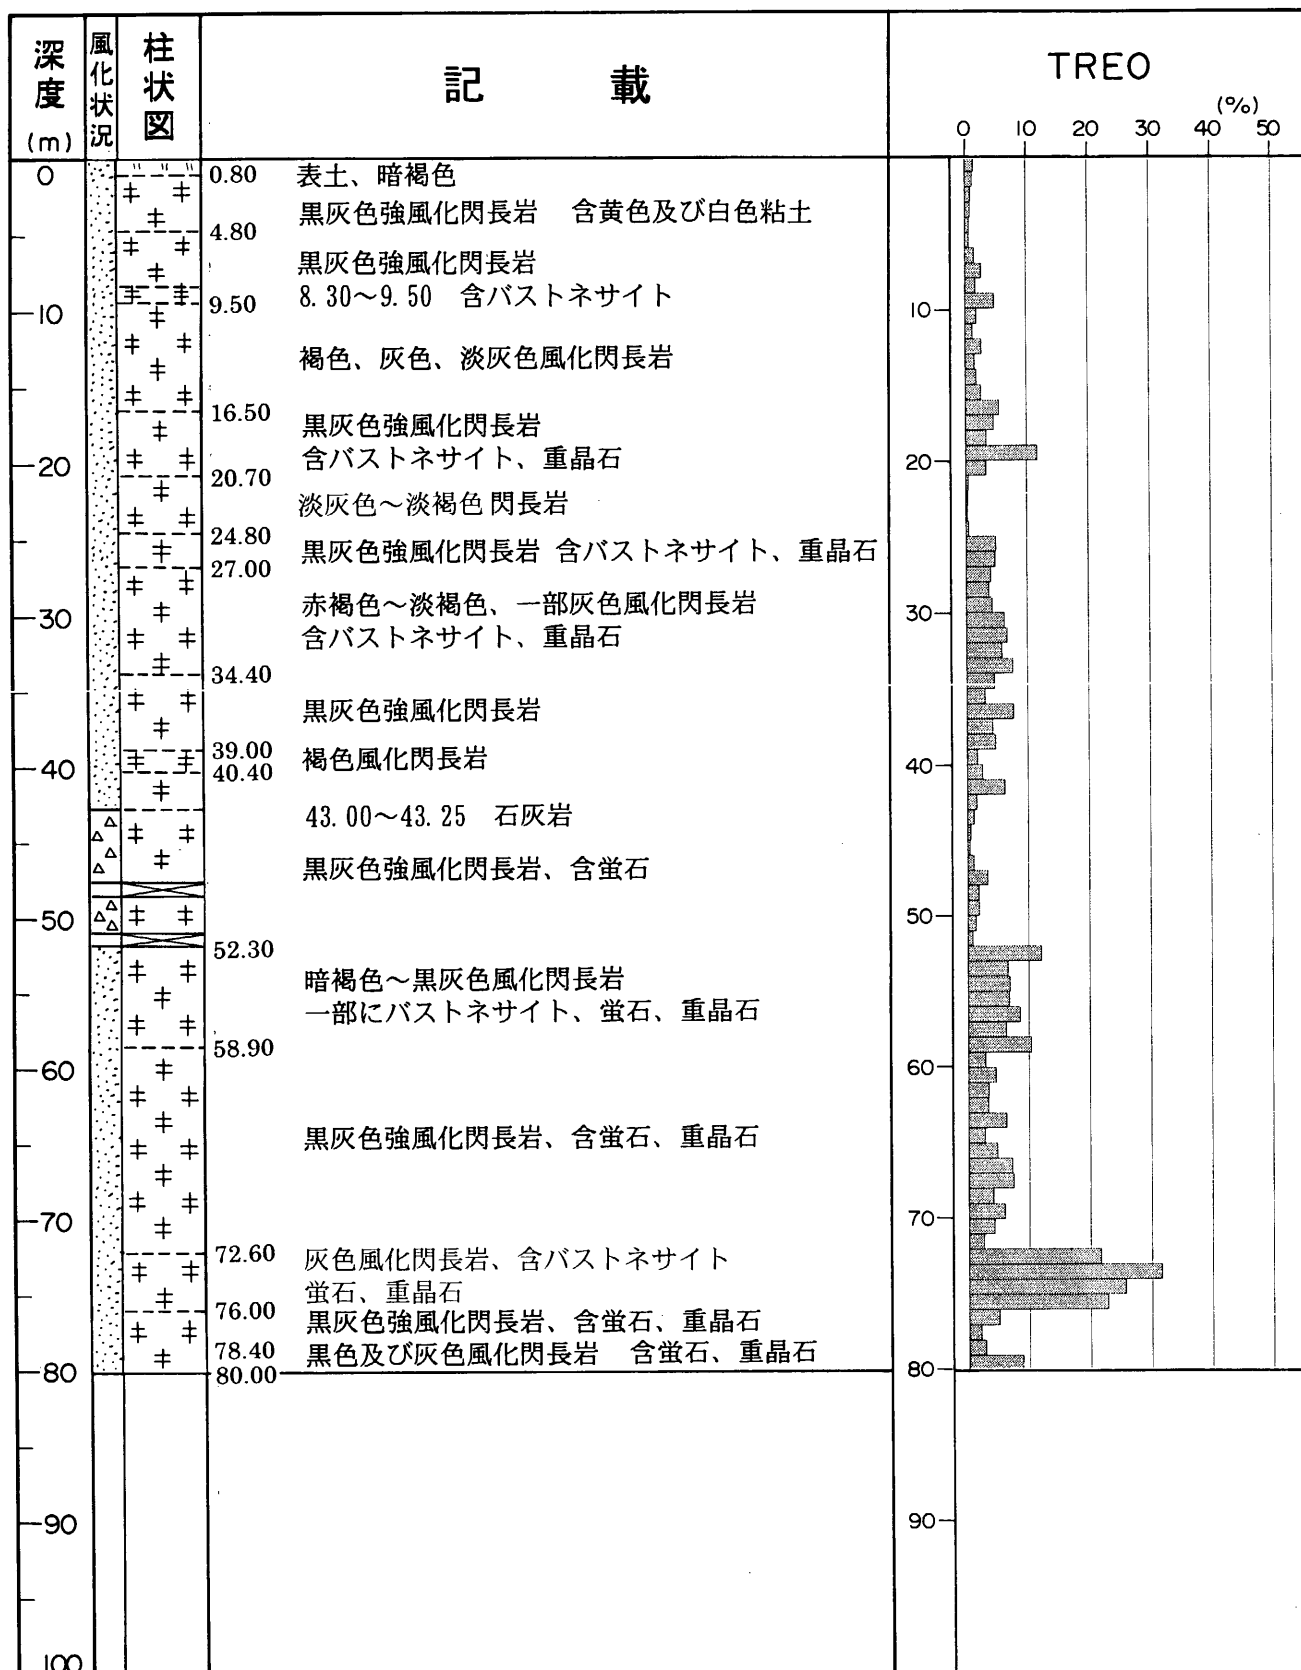 深度
(m)
風化状況
柱状図
記 載
TREO
(%)
0 10 20 30 40 50
0
0.80 表土、暗褐色
黒灰色強風化閃長岩 含黄色及び白色粘土
4.80
黒灰色強風化閃長岩
8.30～9.50 含バストネサイト
9.50
10
10
褐色、灰色、淡灰色風化閃長岩
16.50
黒灰色強風化閃長岩
含バストネサイト、重晶石
20
20
20.70
淡灰色～淡褐色閃長岩
24.80
黒灰色強風化閃長岩 含バストネサイト、重晶石
27.00
赤褐色～淡褐色、一部灰色風化閃長岩
30
30
含バストネサイト、重晶石
34.40
黒灰色強風化閃長岩
39.00
褐色風化閃長岩
40
40
40.40
43.00～43.25 石灰岩
黒灰色強風化閃長岩、含蛍石
50
50
52.30
暗褐色～黒灰色風化閃長岩
一部にバストネサイト、蛍石、重晶石
58.90
60
60
黒灰色強風化閃長岩、含蛍石、重晶石
70
70
72.60 灰色風化閃長岩、含バストネサイト
蛍石、重晶石
76.00
黒灰色強風化閃長岩、含蛍石、重晶石
78.40 黒色及び灰色風化閃長岩 含蛍石、重晶石
80
80
80.00
90
90
100